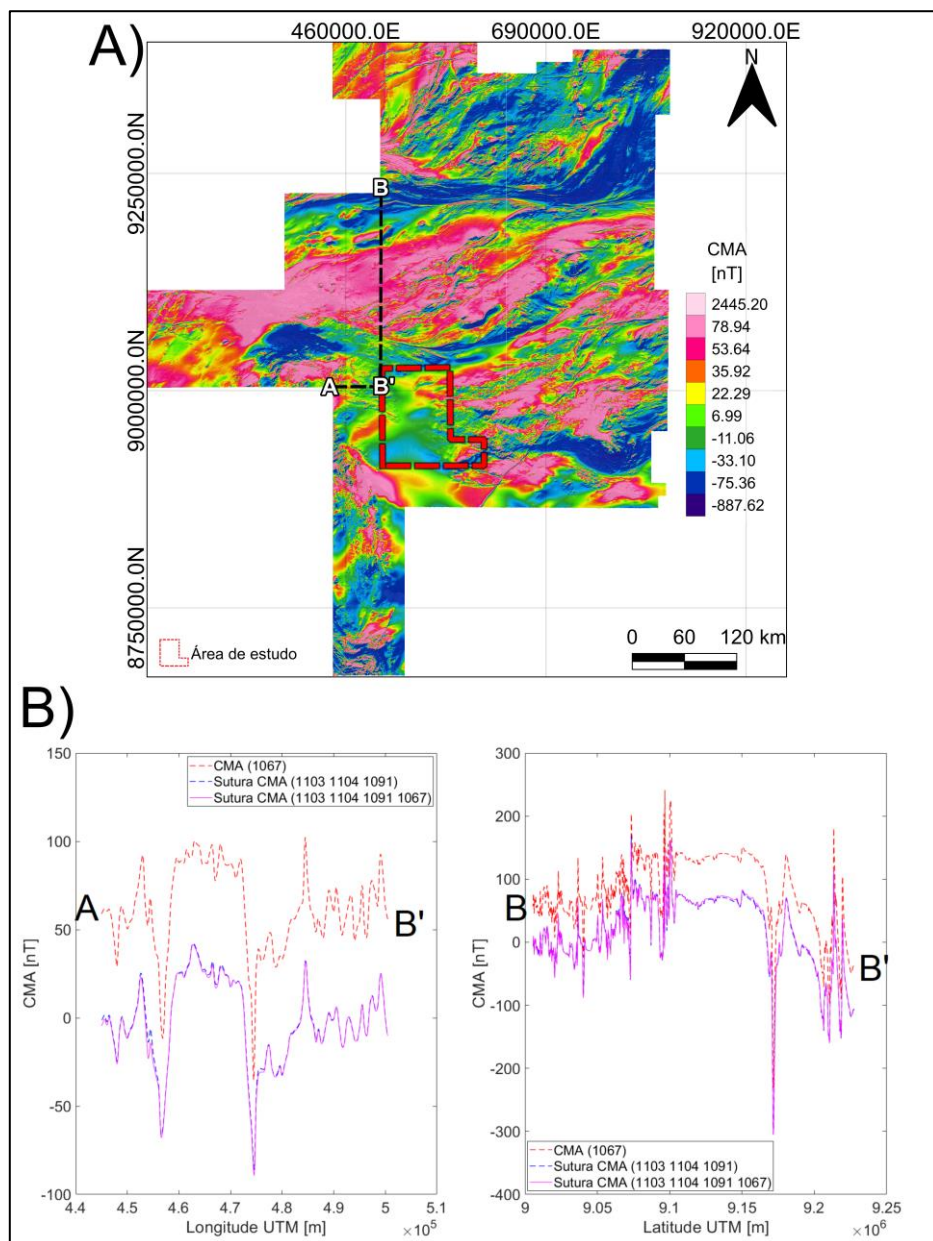 A)
460000.0E 690000.0E 920000.0E
N
9250000.0N
9000000.0N
8750000.0N
B
A
B'
CMA
[nT]
2445.20
78.94
53.64
35.92
22.29
6.99
-11.06
-33.10
-75.36
-887.62
Área de estudo
0 60 120 km
B)
150
100
50
0
-50
-100
CMA [nT]
CMA (1067)
Sutura CMA (1103 1104 1091)
Sutura CMA (1103 1104 1091 1067)
A
B'
4.4 4.5 4.6 4.7 4.8 4.9 5 5.1
Longitude UTM [m]
×10⁵
300
200
100
0
-100
-200
-300
-400
CMA [nT]
B
B'
CMA (1067)
Sutura CMA (1103 1104 1091)
Sutura CMA (1103 1104 1091 1067)
9 9.05 9.1 9.15 9.2 9.25
Latitude UTM [m]
×10⁶